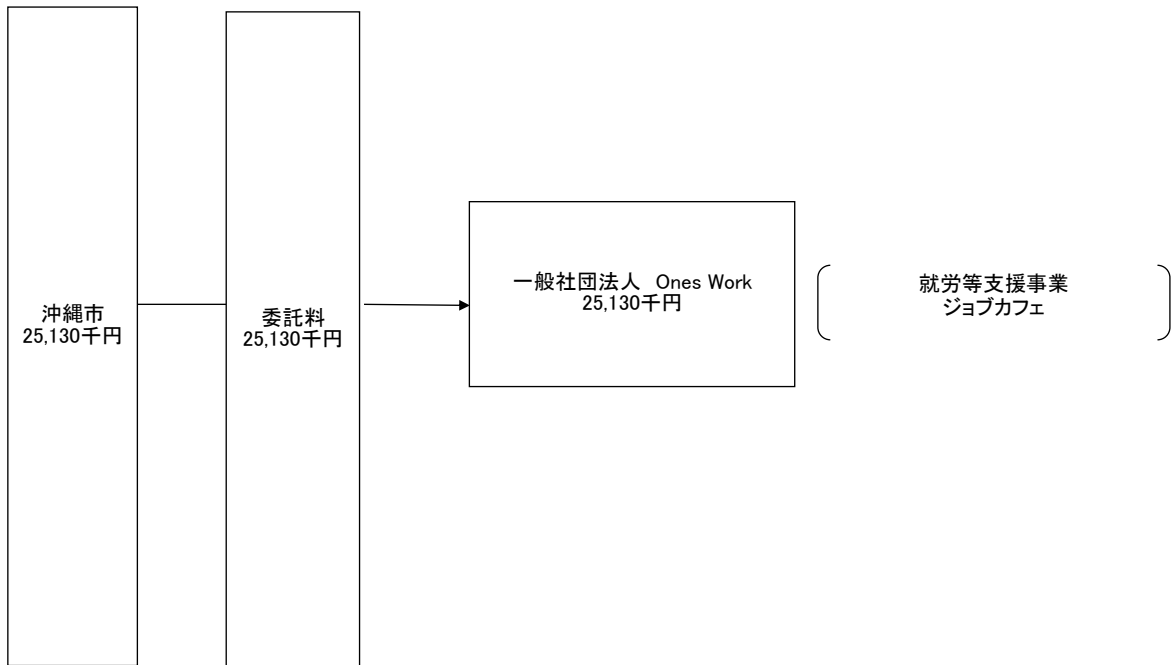 沖縄市
25,130千円
委託料
25,130千円
一般社団法人　Ones Work
25,130千円
就労等支援事業
ジョブカフェ